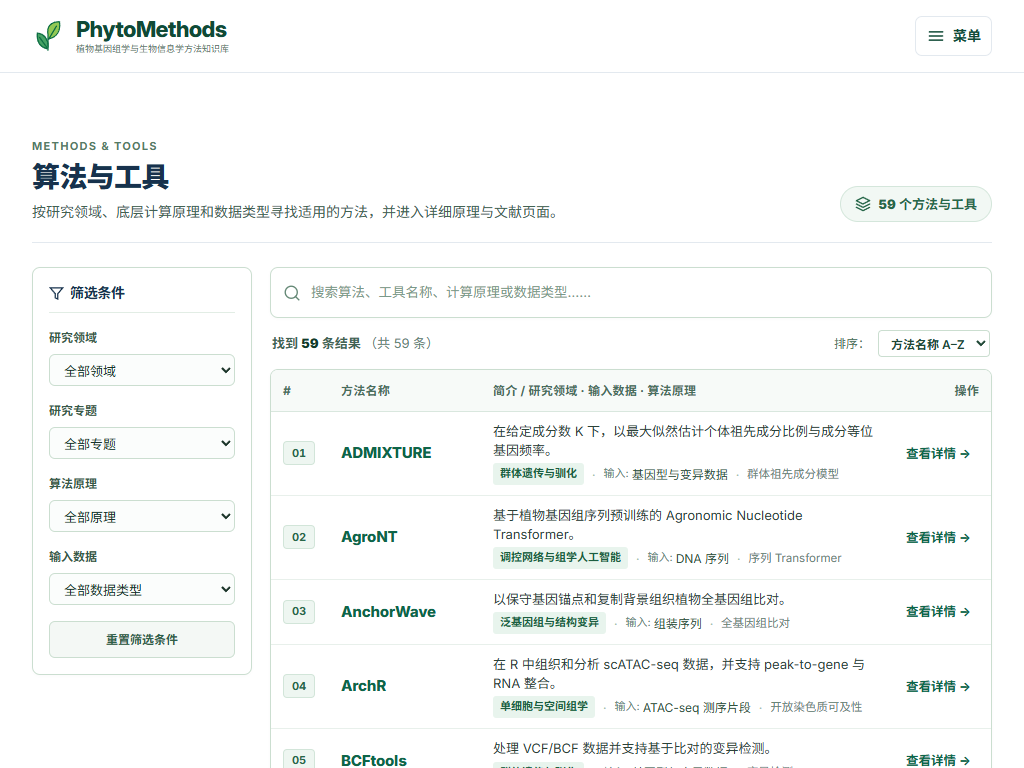 PhytoMethods
植物基因组学与生物信息学方法知识库
菜单
METHODS & TOOLS
算法与工具
按研究领域、底层计算原理和数据类型寻找适用的方法，并进入详细原理与文献页面。
59 个方法与工具
筛选条件
研究领域
全部领域
研究专题
全部专题
算法原理
全部原理
输入数据
全部数据类型
重置筛选条件
搜索算法、工具名称、计算原理或数据类型……
找到 59 条结果 （共 59 条）
排序： 方法名称 A–Z
# 方法名称 简介 / 研究领域 · 输入数据 · 算法原理 操作
01 ADMIXTURE
在给定成分数 K 下，以最大似然估计个体祖先成分比例与成分等位
基因频率。
群体遗传与驯化 · 输入: 基因型与变异数据 · 群体祖先成分模型
查看详情 →
02 AgroNT
基于植物基因组序列预训练的 Agronomic Nucleotide
Transformer。
调控网络与组学人工智能 · 输入: DNA 序列 · 序列 Transformer
查看详情 →
03 AnchorWave
以保守基因锚点和复制背景组织植物全基因组比对。
泛基因组与结构变异 · 输入: 组装序列 · 全基因组比对
查看详情 →
04 ArchR
在 R 中组织和分析 scATAC-seq 数据，并支持 peak-to-gene 与
RNA 整合。
单细胞与空间组学 · 输入: ATAC-seq 测序片段 · 开放染色质可及性
查看详情 →
05 BCFtools
处理 VCF/BCF 数据并支持基于比对的变异检测。
查看详情 →